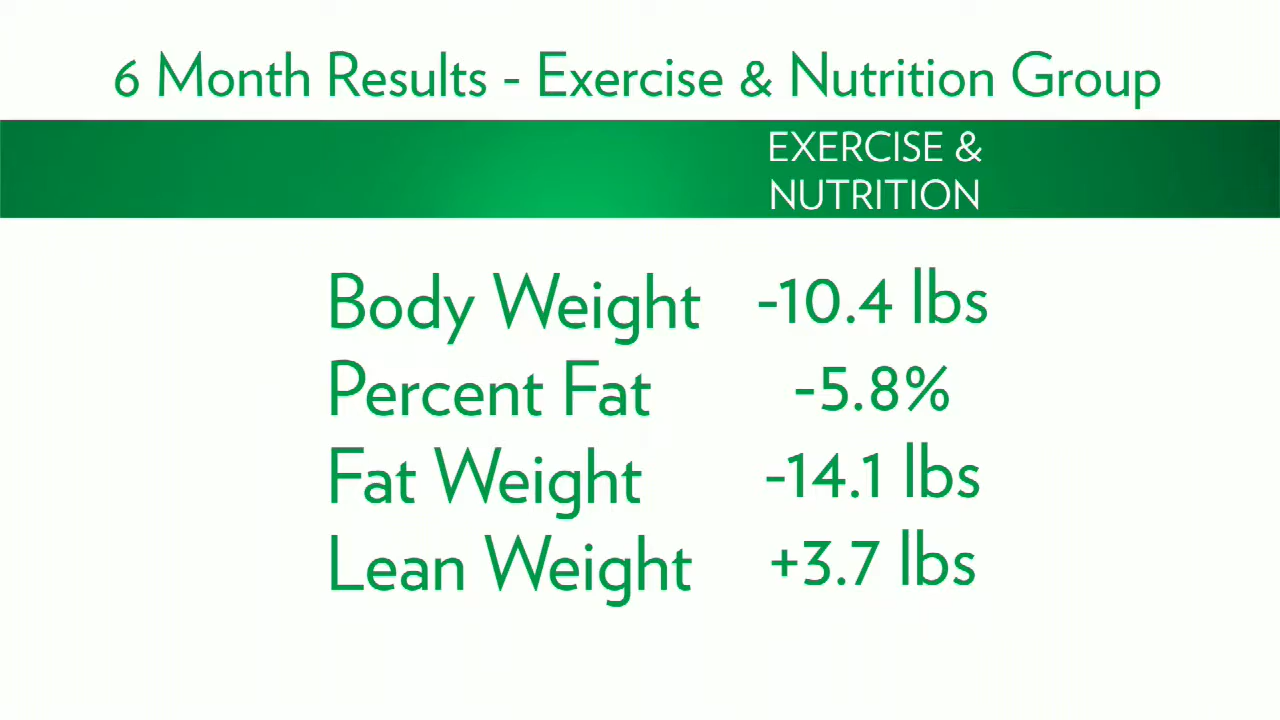 6 Month Results - Exercise & Nutrition Group
EXERCISE &
NUTRITION
Body Weight -10.4 lbs
Percent Fat -5.8%
Fat Weight -14.1 lbs
Lean Weight +3.7 lbs